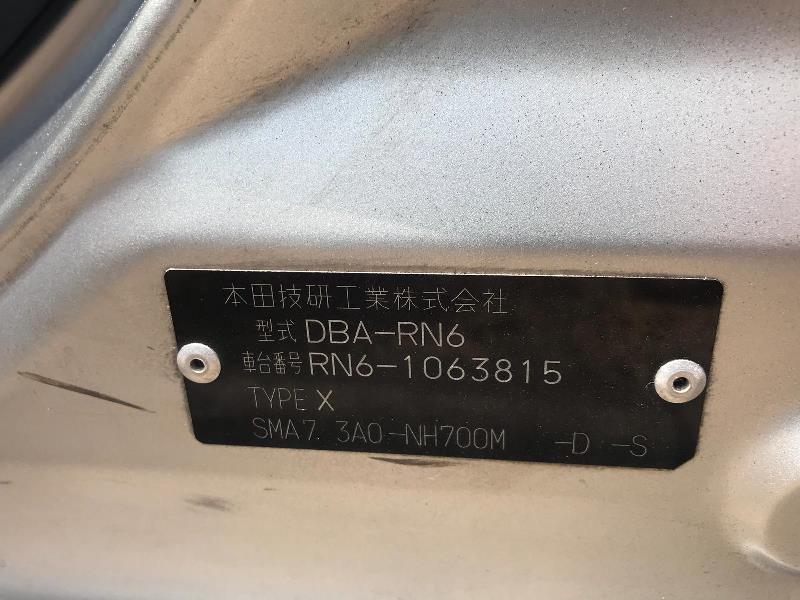 本田技研工業株式会社
型式 DBA-RN6
車台番号 RN6-1063815
TYPE X
SMA7 3A0-NH700M -D -S